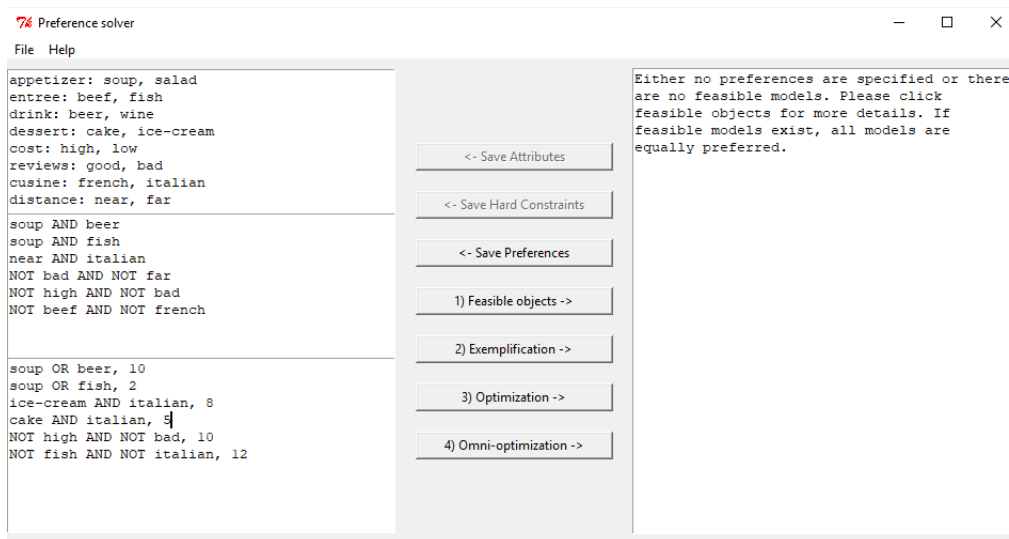 Preference solver
File Help
appetizer: soup, salad
entree: beef, fish
drink: beer, wine
dessert: cake, ice-cream
cost: high, low
reviews: good, bad
cusine: french, italian
distance: near, far
soup AND beer
soup AND fish
near AND italian
NOT bad AND NOT far
NOT high AND NOT bad
NOT beef AND NOT french
soup OR beer, 10
soup OR fish, 2
ice-cream AND italian, 8
cake AND italian, 5
NOT high AND NOT bad, 10
NOT fish AND NOT italian, 12
<- Save Attributes
<- Save Hard Constraints
<- Save Preferences
1) Feasible objects ->
2) Exemplification ->
3) Optimization ->
4) Omni-optimization ->
Either no preferences are specified or there
are no feasible models. Please click
feasible objects for more details. If
feasible models exist, all models are
equally preferred.